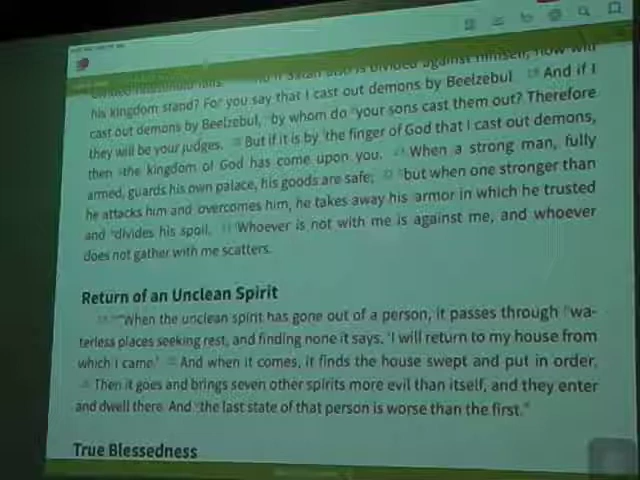 divided against himself, how will
his kingdom stand? For you say that I cast out demons by Beelzebul. And if I
cast out demons by Beelzebul, by whom do your sons cast them out? Therefore
they will be your judges. But if it is by the finger of God that I cast out demons,
then the kingdom of God has come upon you. When a strong man, fully
armed, guards his own palace, his goods are safe; but when one stronger than
he attacks him and overcomes him, he takes away his armor in which he trusted
and divides his spoil. Whoever is not with me is against me, and whoever
does not gather with me scatters.
Return of an Unclean Spirit
"When the unclean spirit has gone out of a person, it passes through wa-
terless places seeking rest, and finding none it says, 'I will return to my house from
which I came.' And when it comes, it finds the house swept and put in order.
Then it goes and brings seven other spirits more evil than itself, and they enter
and dwell there. And the last state of that person is worse than the first."
True Blessedness